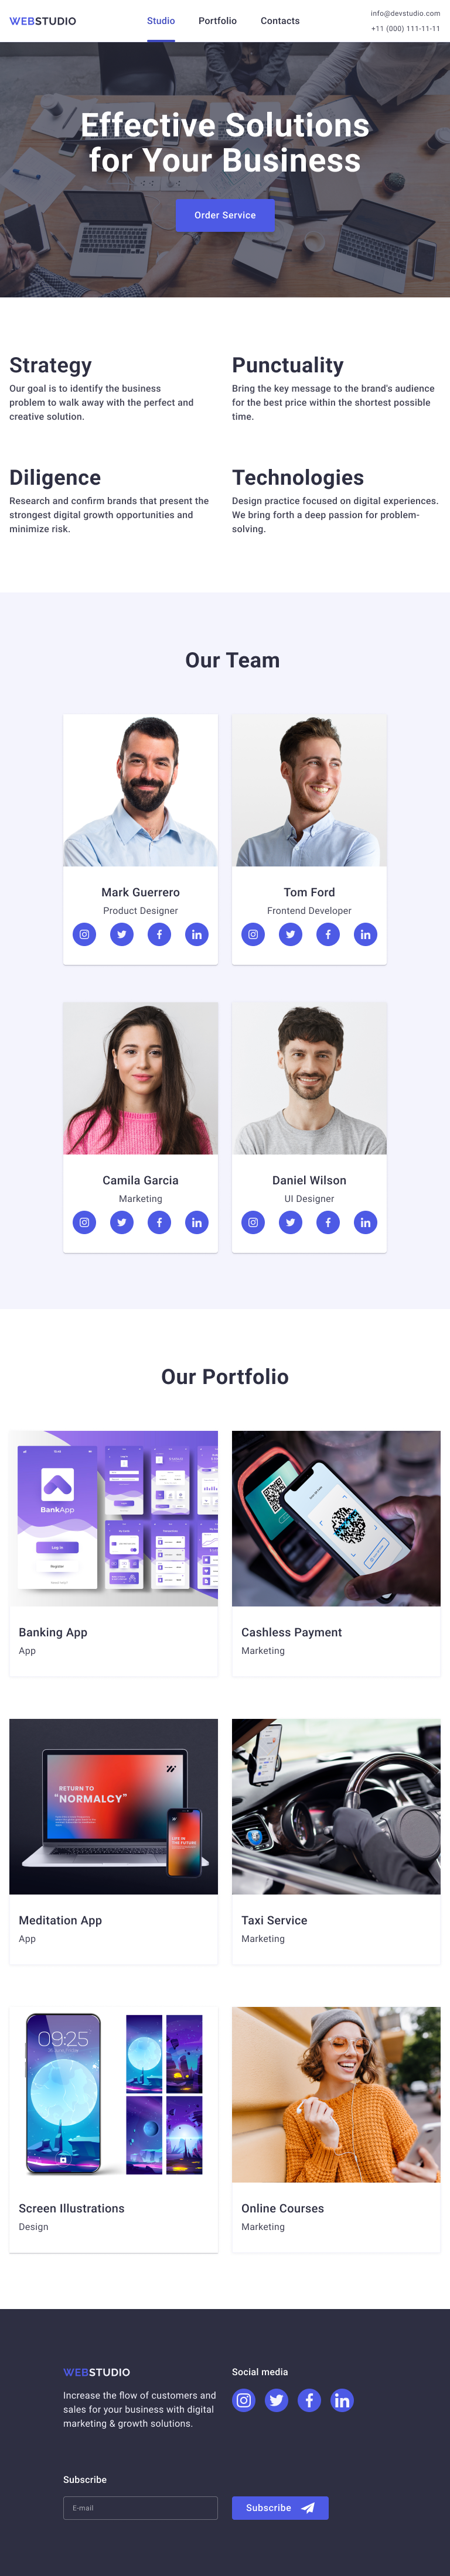 WEBSTUDIO
Studio Portfolio Contacts
info@devstudio.com
+11 (000) 111-11-11
Effective Solutions
for Your Business
Order Service
Strategy
Our goal is to identify the business
problem to walk away with the perfect and
creative solution.
Punctuality
Bring the key message to the brand's audience
for the best price within the shortest possible
time.
Diligence
Research and confirm brands that present the
strongest digital growth opportunities and
minimize risk.
Technologies
Design practice focused on digital experiences.
We bring forth a deep passion for problem-
solving.
Our Team
Mark Guerrero
Product Designer
Tom Ford
Frontend Developer
Camila Garcia
Marketing
Daniel Wilson
UI Designer
Our Portfolio
BankApp
Log in
Register
Banking App
App
Cashless Payment
Marketing
RETURN TO
"NORMALCY"
LIFE IN
THE FUTURE
Meditation App
App
Taxi Service
Marketing
09:25
Screen Illustrations
Design
Online Courses
Marketing
WEBSTUDIO
Increase the flow of customers and
sales for your business with digital
marketing & growth solutions.
Social media
Subscribe
E-mail
Subscribe